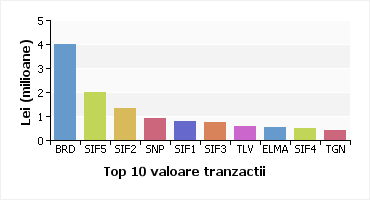 Lei (milioane)
5
4
3
2
1
0
BRD SIF5 SIF2 SNP SIF1 SIF3 TLV ELMA SIF4 TGN
Top 10 valoare tranzactii